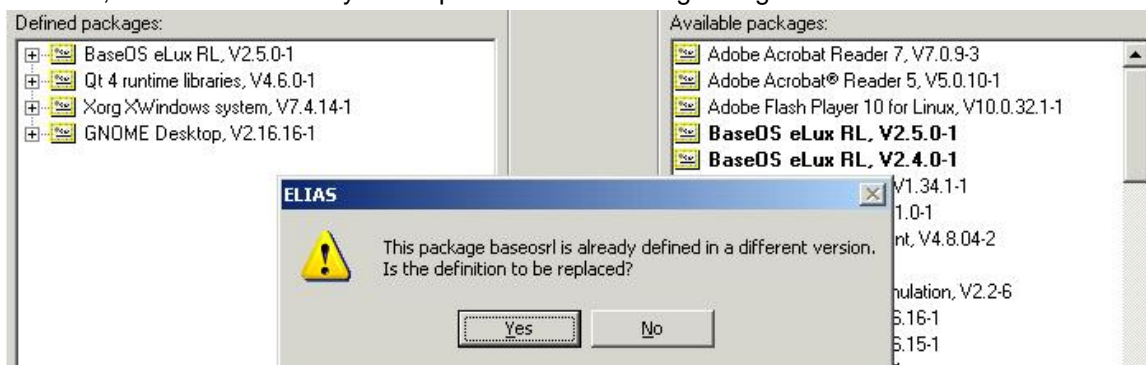 Defined packages:
BaseOS eLux RL, V2.5.0-1
Qt 4 runtime libraries, V4.6.0-1
Xorg XWindows system, V7.4.14-1
GNOME Desktop, V2.16.16-1
Available packages:
Adobe Acrobat Reader 7, V7.0.9-3
Adobe Acrobat® Reader 5, V5.0.10-1
Adobe Flash Player 10 for Linux, V10.0.32.1-1
BaseOS eLux RL, V2.5.0-1
BaseOS eLux RL, V2.4.0-1
V1.34.1-1
1.0-1
nt, V4.8.04-2
nulation, V2.2-6
6.16-1
6.15-1
ELIAS
This package baseosrl is already defined in a different version.
Is the definition to be replaced?
Yes
No